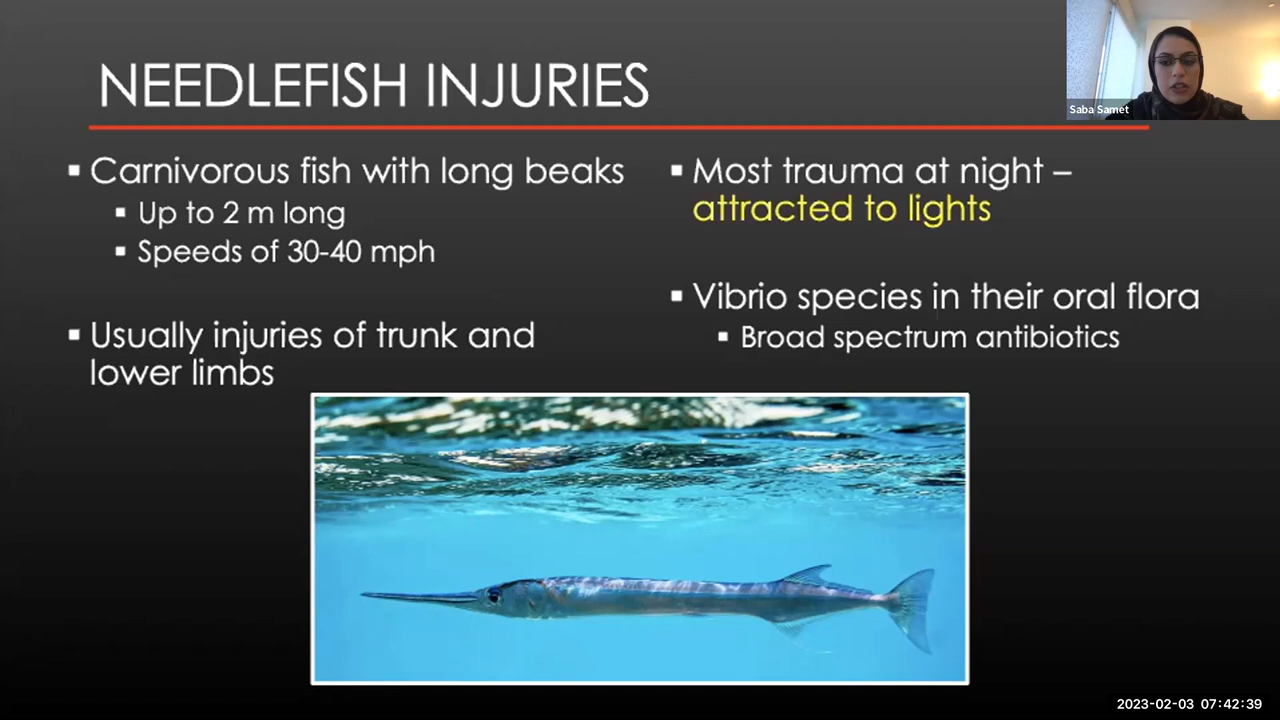 NEEDLEFISH INJURIES
Saba Samet
▪ Carnivorous fish with long beaks
▪ Up to 2 m long
▪ Speeds of 30-40 mph
▪ Usually injuries of trunk and
lower limbs
▪ Most trauma at night –
attracted to lights
▪ Vibrio species in their oral flora
▪ Broad spectrum antibiotics
2023-02-03 07:42:39